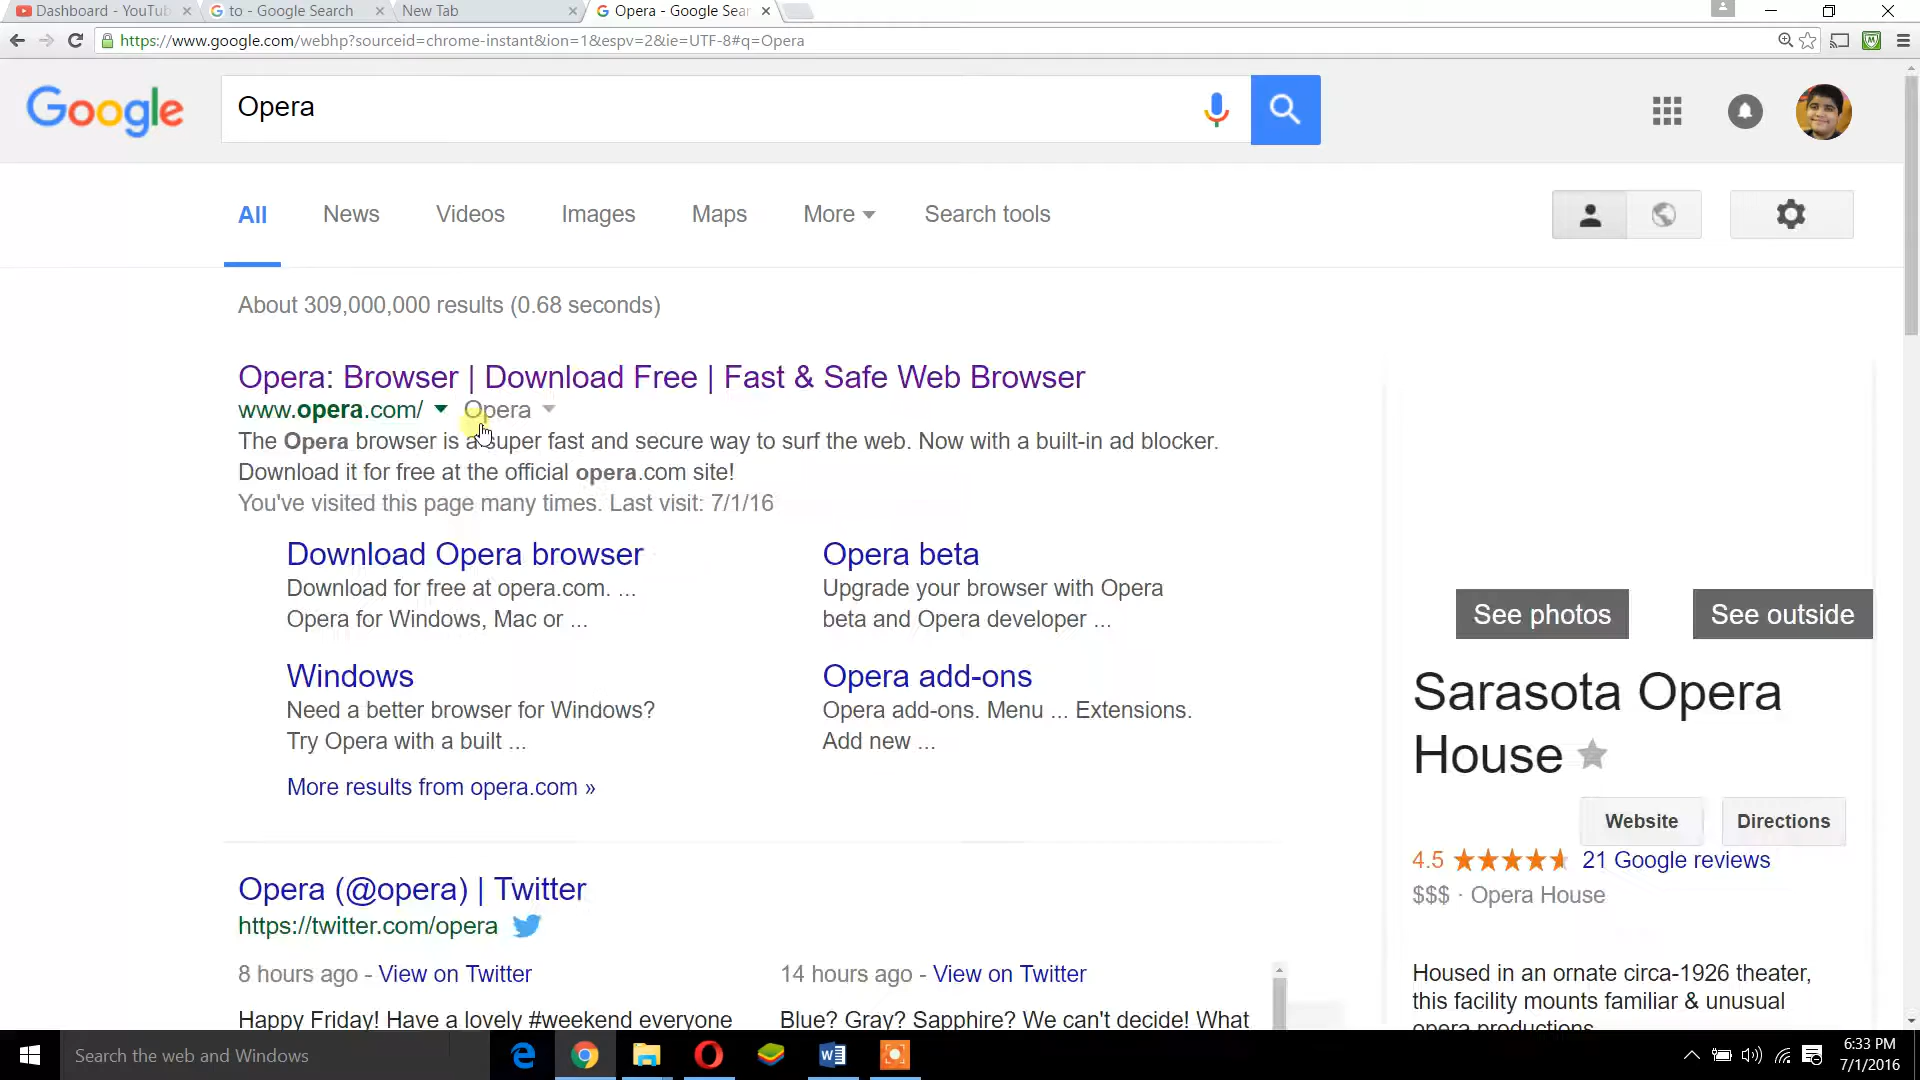 Dashboard - YouTub
to - Google Search
New Tab
Opera - Google Sear
https://www.google.com/webhp?sourceid=chrome-instant&ion=1&espv=2&ie=UTF-8#q=Opera
Google
Opera
All
News
Videos
Images
Maps
More
Search tools
About 309,000,000 results (0.68 seconds)
Opera: Browser | Download Free | Fast & Safe Web Browser
www.opera.com/
Opera
The Opera browser is a super fast and secure way to surf the web. Now with a built-in ad blocker.
Download it for free at the official opera.com site!
You've visited this page many times. Last visit: 7/1/16
Download Opera browser
Download for free at opera.com. ...
Opera for Windows, Mac or ...
Opera beta
Upgrade your browser with Opera
beta and Opera developer ...
Windows
Need a better browser for Windows?
Try Opera with a built ...
Opera add-ons
Opera add-ons. Menu ... Extensions.
Add new ...
More results from opera.com »
Opera (@opera) | Twitter
https://twitter.com/opera
8 hours ago - View on Twitter
Happy Friday! Have a lovely #weekend everyone
14 hours ago - View on Twitter
Blue? Gray? Sapphire? We can't decide! What
See photos
See outside
Sarasota Opera
House
Website
Directions
4.5
21 Google reviews
$$$ · Opera House
Housed in an ornate circa-1926 theater,
this facility mounts familiar & unusual
opera productions
Search the web and Windows
6:33 PM
7/1/2016